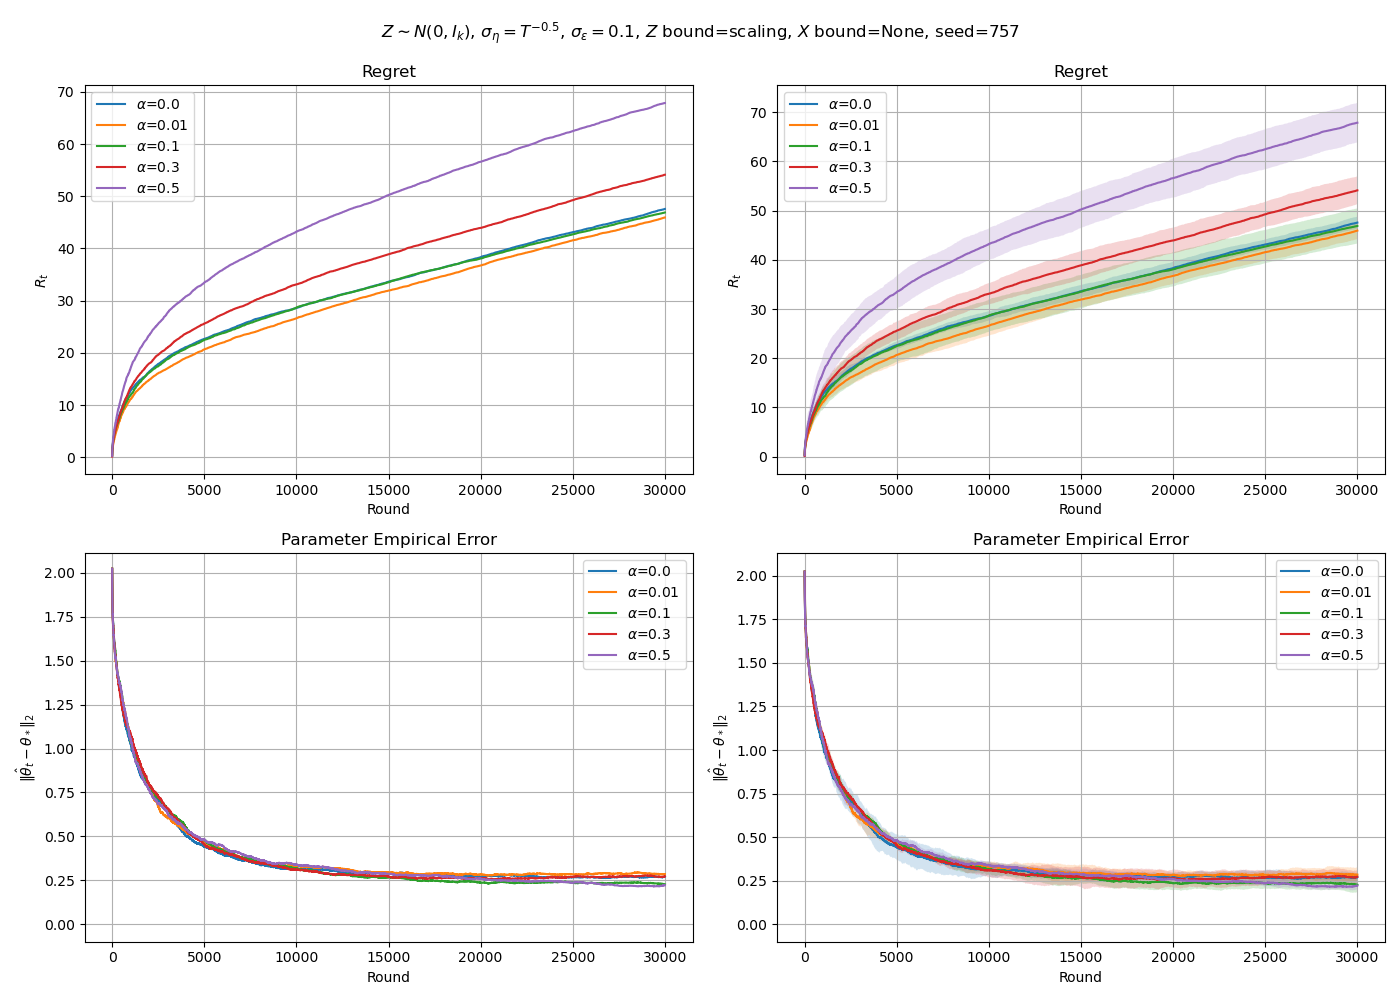 Z ∼ N(0, I_k), σ_η = T^{−0.5}, σ_ε = 0.1, Z bound=scaling, X bound=None, seed=757
Regret
70
60
50
40
30
20
10
0
R_t
α=0.0
α=0.01
α=0.1
α=0.3
α=0.5
0 5000 10000 15000 20000 25000 30000
Round
Regret
70
60
50
40
30
20
10
0
R_t
α=0.0
α=0.01
α=0.1
α=0.3
α=0.5
0 5000 10000 15000 20000 25000 30000
Round
Parameter Empirical Error
2.00
1.75
1.50
1.25
1.00
0.75
0.50
0.25
0.00
‖θ̂_t − θ_*‖_2
α=0.0
α=0.01
α=0.1
α=0.3
α=0.5
0 5000 10000 15000 20000 25000 30000
Round
Parameter Empirical Error
2.00
1.75
1.50
1.25
1.00
0.75
0.50
0.25
0.00
‖θ̂_t − θ_*‖_2
α=0.0
α=0.01
α=0.1
α=0.3
α=0.5
0 5000 10000 15000 20000 25000 30000
Round